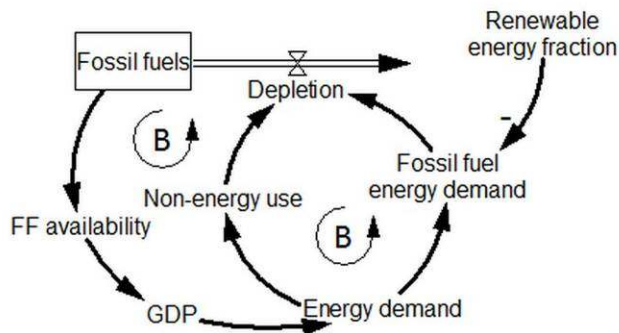 Renewable
energy fraction
Fossil fuels
Depletion
B
-
Fossil fuel
energy demand
Non-energy use
FF availability
B
GDP
Energy demand